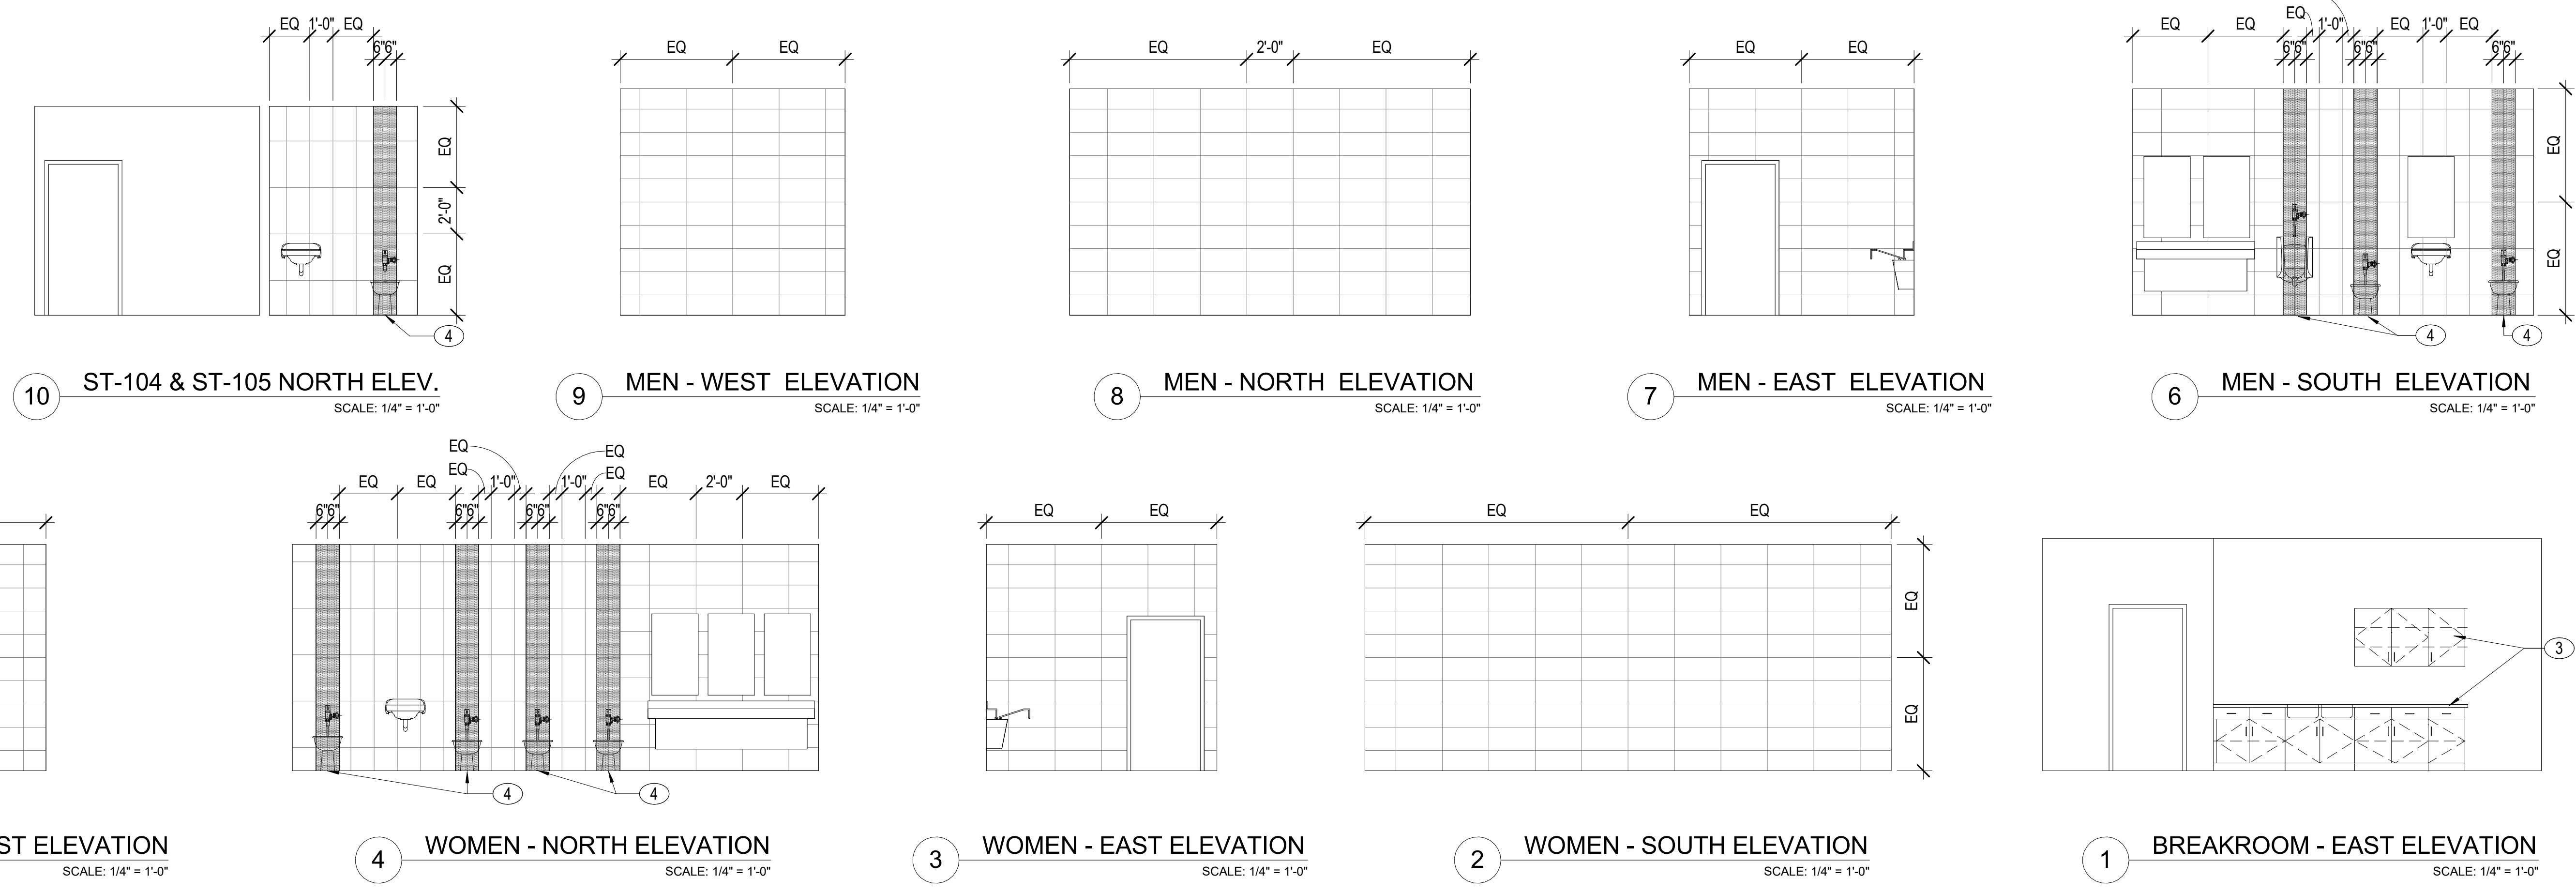 EQ 1'-0" EQ
6"6"
EQ
2'-0"
EQ
4
10 ST-104 & ST-105 NORTH ELEV.
SCALE: 1/4" = 1'-0"
EQ EQ
9 MEN - WEST ELEVATION
SCALE: 1/4" = 1'-0"
EQ 2'-0" EQ
8 MEN - NORTH ELEVATION
SCALE: 1/4" = 1'-0"
EQ EQ
7 MEN - EAST ELEVATION
SCALE: 1/4" = 1'-0"
EQ
EQ EQ 1'-0" EQ 1'-0" EQ
6"6" 6"6" 6"6"
EQ
EQ
4 4
6 MEN - SOUTH ELEVATION
SCALE: 1/4" = 1'-0"
ST ELEVATION
SCALE: 1/4" = 1'-0"
EQ EQ
EQ EQ
EQ EQ 1'-0" 1'-0" EQ 2'-0" EQ
6"6" 6"6" 6"6" 6"6"
4 4
4 WOMEN - NORTH ELEVATION
SCALE: 1/4" = 1'-0"
EQ EQ
3 WOMEN - EAST ELEVATION
SCALE: 1/4" = 1'-0"
EQ EQ
EQ
EQ
2 WOMEN - SOUTH ELEVATION
SCALE: 1/4" = 1'-0"
3
1 BREAKROOM - EAST ELEVATION
SCALE: 1/4" = 1'-0"